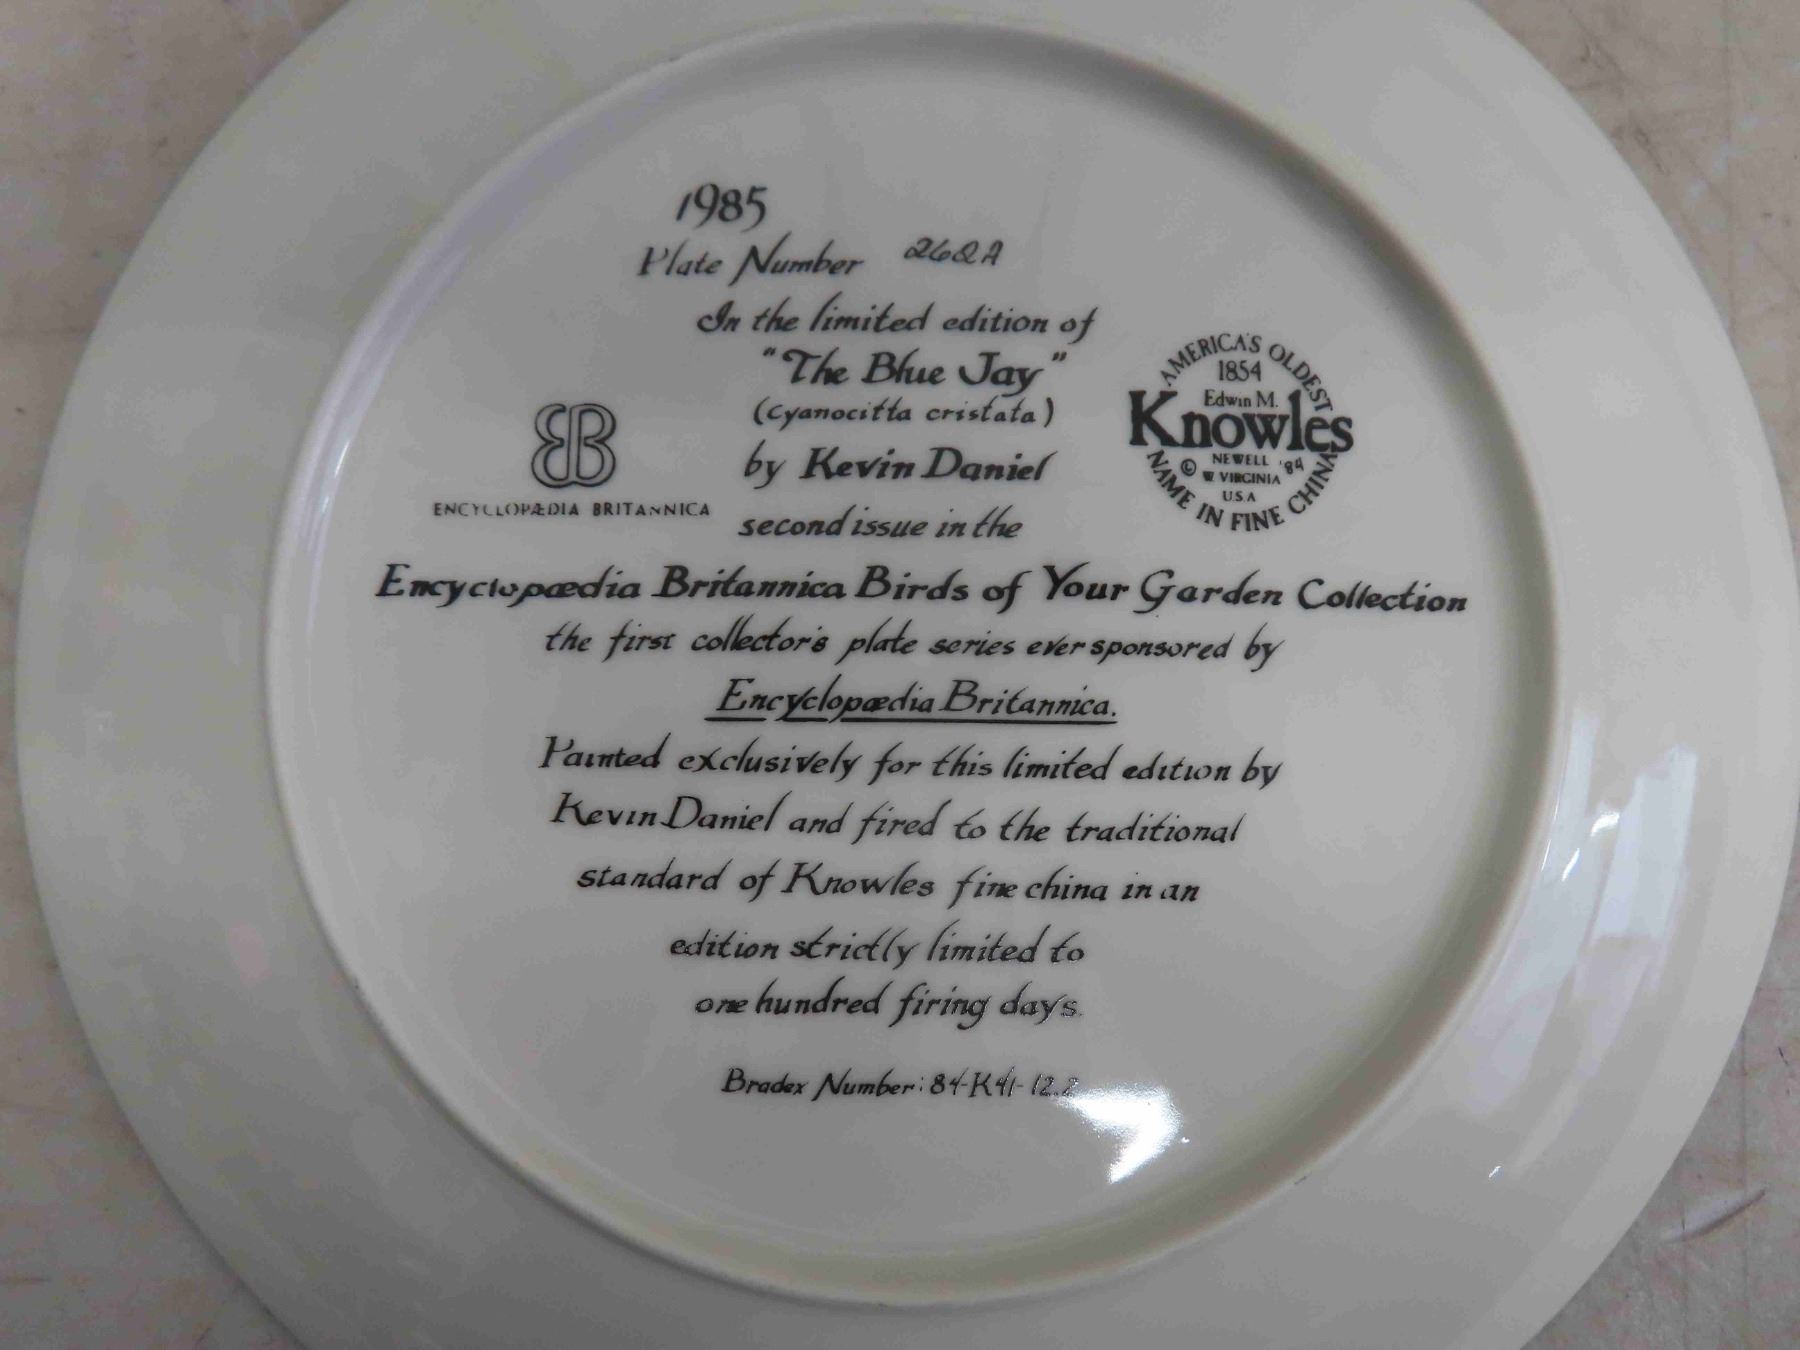 1985
Plate Number 262A
In the limited edition of
"The Blue Jay"
(Cyanocitta cristata)
by Kevin Daniel
second issue in the
Encyclopædia Britannica Birds of Your Garden Collection
the first collector's plate series ever sponsored by
Encyclopædia Britannica.
Painted exclusively for this limited edition by
Kevin Daniel and fired to the traditional
standard of Knowles fine china in an
edition strictly limited to
one hundred firing days.
Bradex Number: 84-K41-12.2
ENCYCLOPÆDIA BRITANNICA
AMERICA'S OLDEST
1854
Edwin M.
Knowles
NEWELL
© '84
W. VIRGINIA
U.S.A
NAME IN FINE CHINA